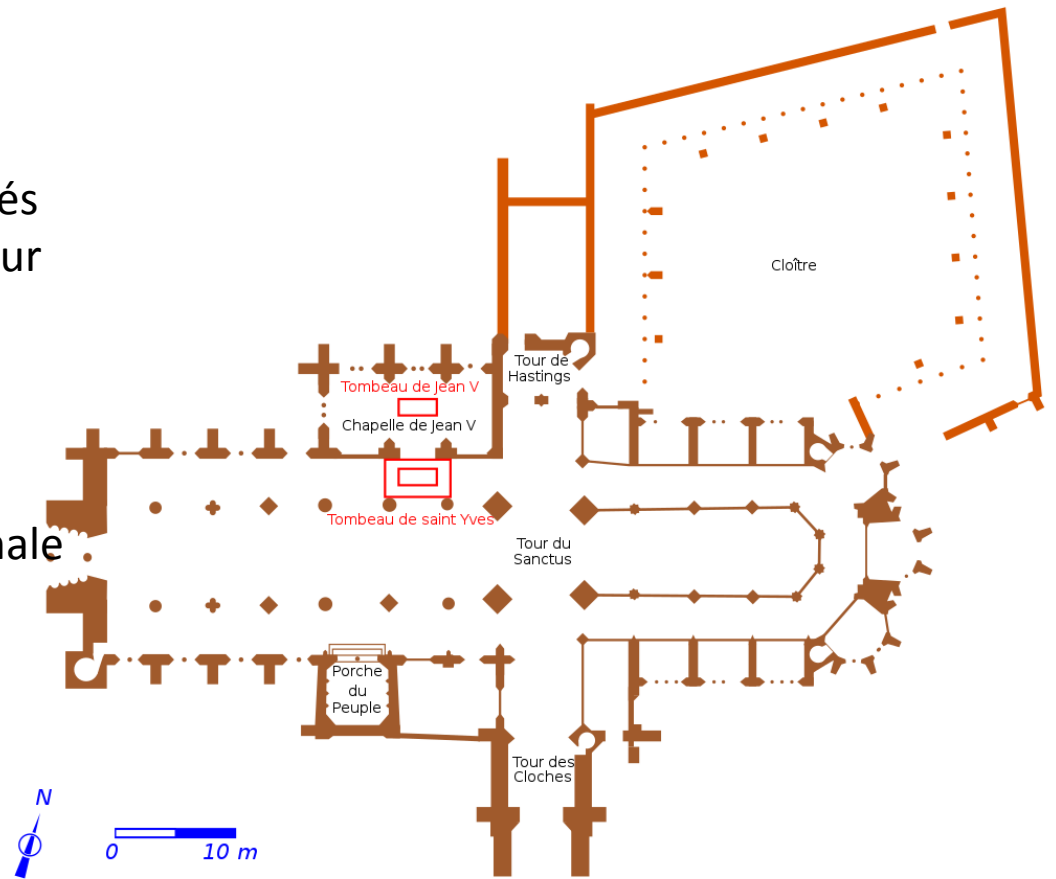 és
ur
Cloître
Tour de
Hastings
Tombeau de Jean V
Chapelle de Jean V
Tombeau de saint Yves
nale
Tour du
Sanctus
Porche
du
Peuple
Tour des
Cloches
N
0 10 m